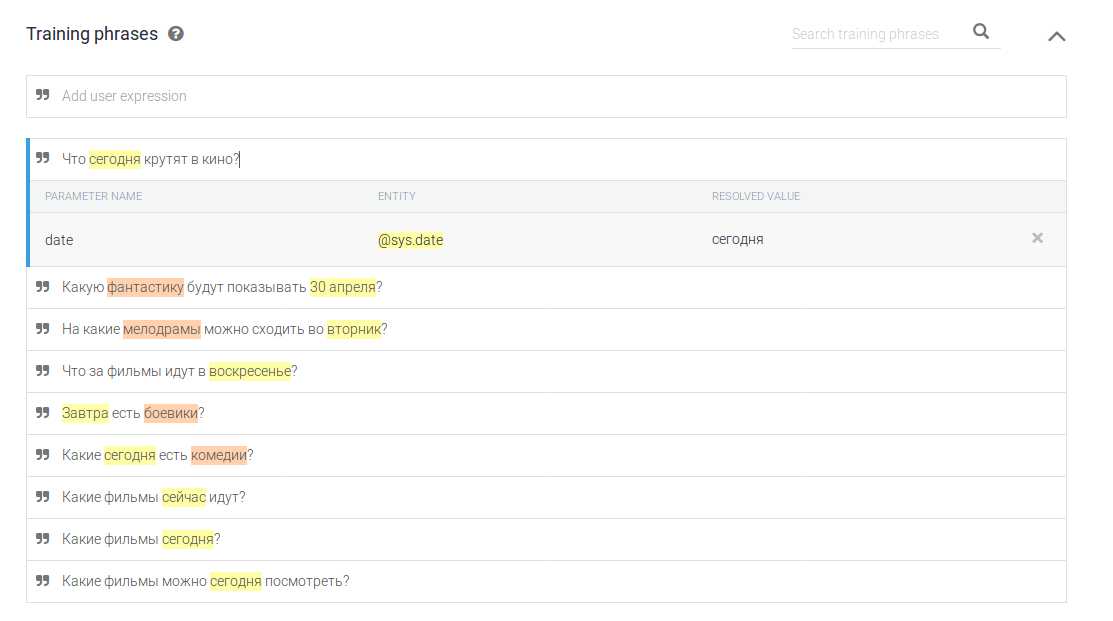 Training phrases ?
Search training phrases
Add user expression
Что сегодня крутят в кино?
PARAMETER NAME ENTITY RESOLVED VALUE
date @sys.date сегодня
Какую фантастику будут показывать 30 апреля?
На какие мелодрамы можно сходить во вторник?
Что за фильмы идут в воскресенье?
Завтра есть боевики?
Какие сегодня есть комедии?
Какие фильмы сейчас идут?
Какие фильмы сегодня?
Какие фильмы можно сегодня посмотреть?